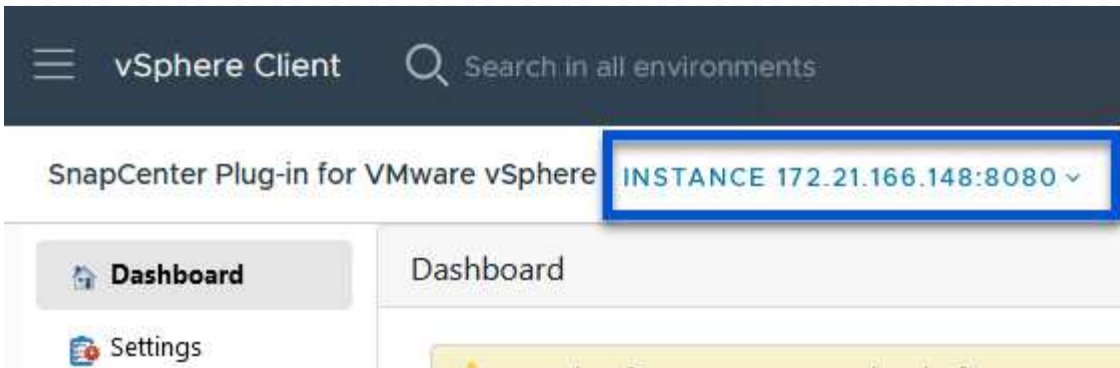 vSphere Client
Search in all environments
SnapCenter Plug-in for VMware vSphere INSTANCE 172.21.166.148:8080
Dashboard
Dashboard
Settings